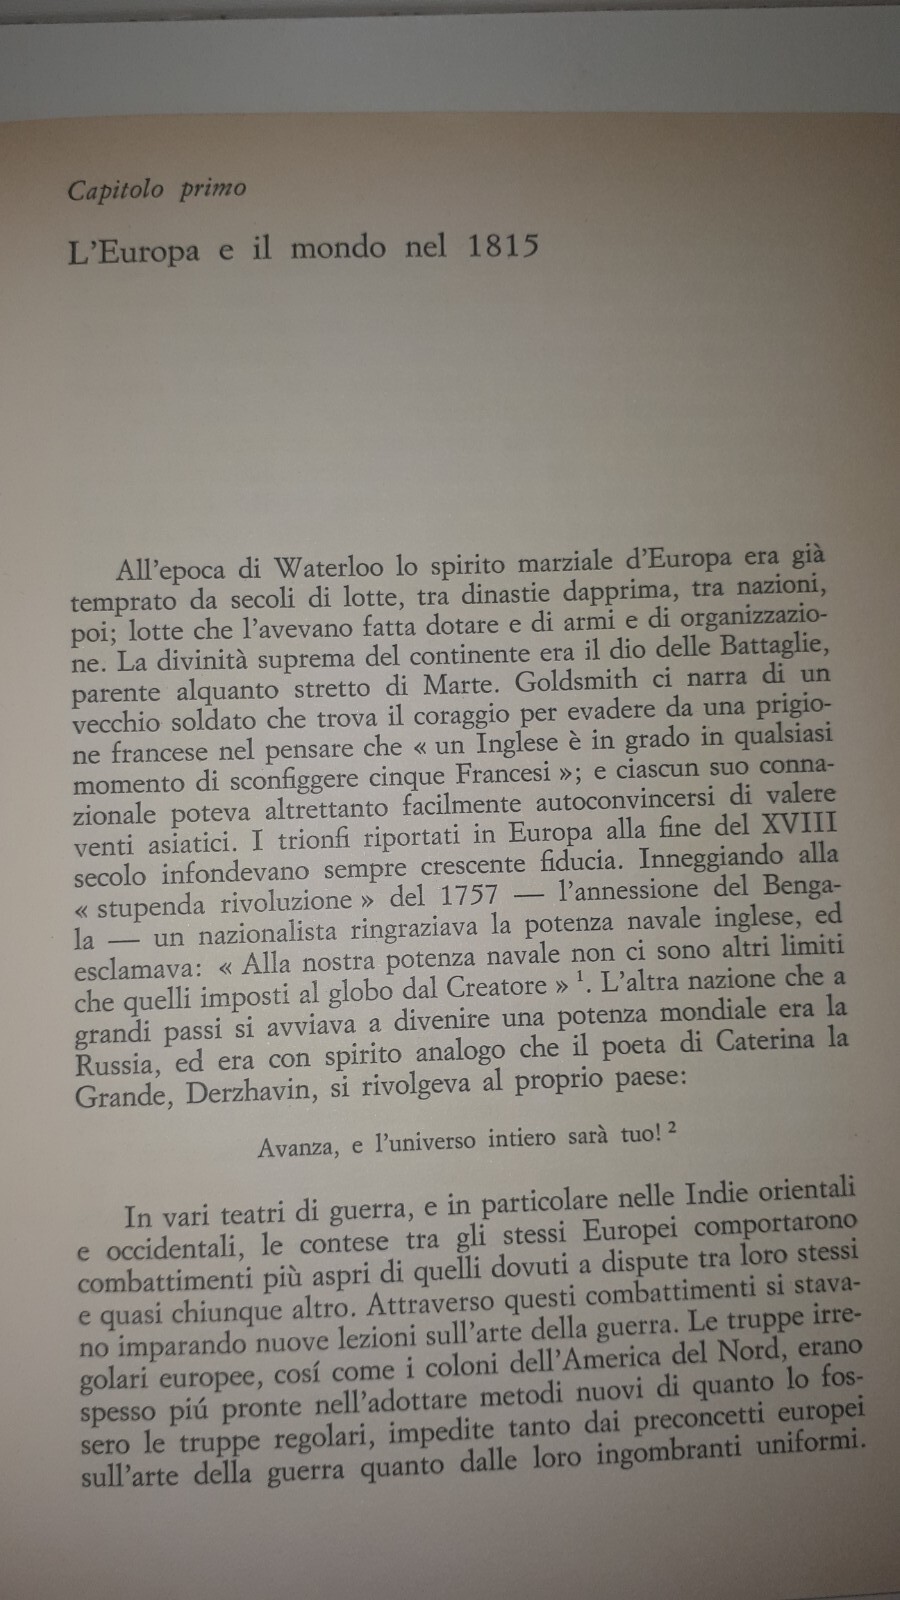 Capitolo primo
L'Europa e il mondo nel 1815
All'epoca di Waterloo lo spirito marziale d'Europa era già
temprato da secoli di lotte, tra dinastie dapprima, tra nazioni,
poi; lotte che l'avevano fatta dotare e di armi e di organizzazio-
ne. La divinità suprema del continente era il dio delle Battaglie,
parente alquanto stretto di Marte. Goldsmith ci narra di un
vecchio soldato che trova il coraggio per evadere da una prigio-
ne francese nel pensare che « un Inglese è in grado in qualsiasi
momento di sconfiggere cinque Francesi »; e ciascun suo conna-
zionale poteva altrettanto facilmente autoconvincersi di valere
venti asiatici. I trionfi riportati in Europa alla fine del XVIII
secolo infondevano sempre crescente fiducia. Inneggiando alla
« stupenda rivoluzione » del 1757 — l'annessione del Benga-
la — un nazionalista ringraziava la potenza navale inglese, ed
esclamava: « Alla nostra potenza navale non ci sono altri limiti
che quelli imposti al globo dal Creatore » ¹. L'altra nazione che a
grandi passi si avviava a divenire una potenza mondiale era la
Russia, ed era con spirito analogo che il poeta di Caterina la
Grande, Derzhavin, si rivolgeva al proprio paese:
Avanza, e l'universo intiero sarà tuo! ²
In vari teatri di guerra, e in particolare nelle Indie orientali
e occidentali, le contese tra gli stessi Europei comportarono
combattimenti più aspri di quelli dovuti a dispute tra loro stessi
e quasi chiunque altro. Attraverso questi combattimenti si stava-
no imparando nuove lezioni sull'arte della guerra. Le truppe irre-
golari europee, cosí come i coloni dell'America del Nord, erano
spesso piú pronte nell'adottare metodi nuovi di quanto lo fos-
sero le truppe regolari, impedite tanto dai preconcetti europei
sull'arte della guerra quanto dalle loro ingombranti uniformi.